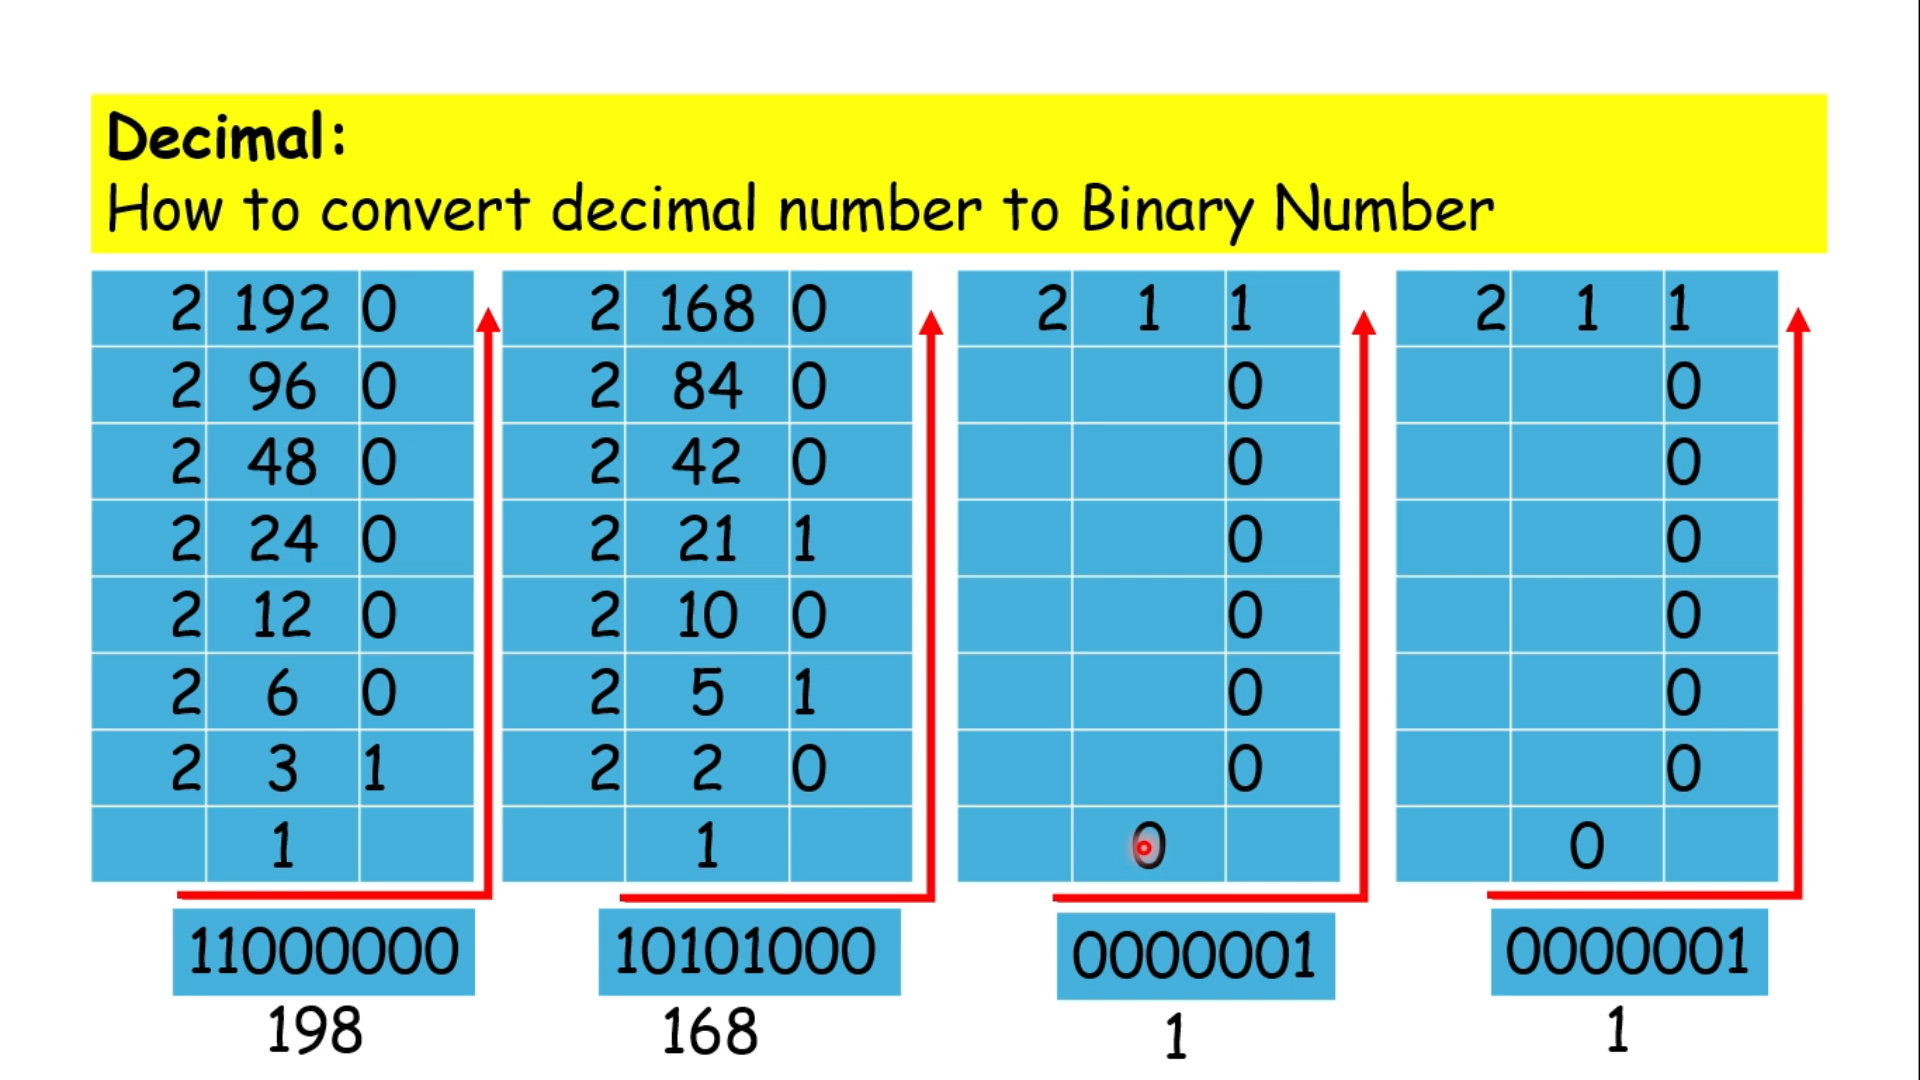 Decimal:
How to convert decimal number to Binary Number
2 192 0
2 96 0
2 48 0
2 24 0
2 12 0
2 6 0
2 3 1
1
11000000
198
2 168 0
2 84 0
2 42 0
2 21 1
2 10 0
2 5 1
2 2 0
1
10101000
168
2 1 1
0
0
0
0
0
0
0
0000001
1
2 1 1
0
0
0
0
0
0
0
0000001
1